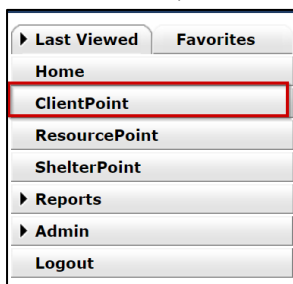 Last Viewed Favorites
Home
ClientPoint
ResourcePoint
ShelterPoint
Reports
Admin
Logout